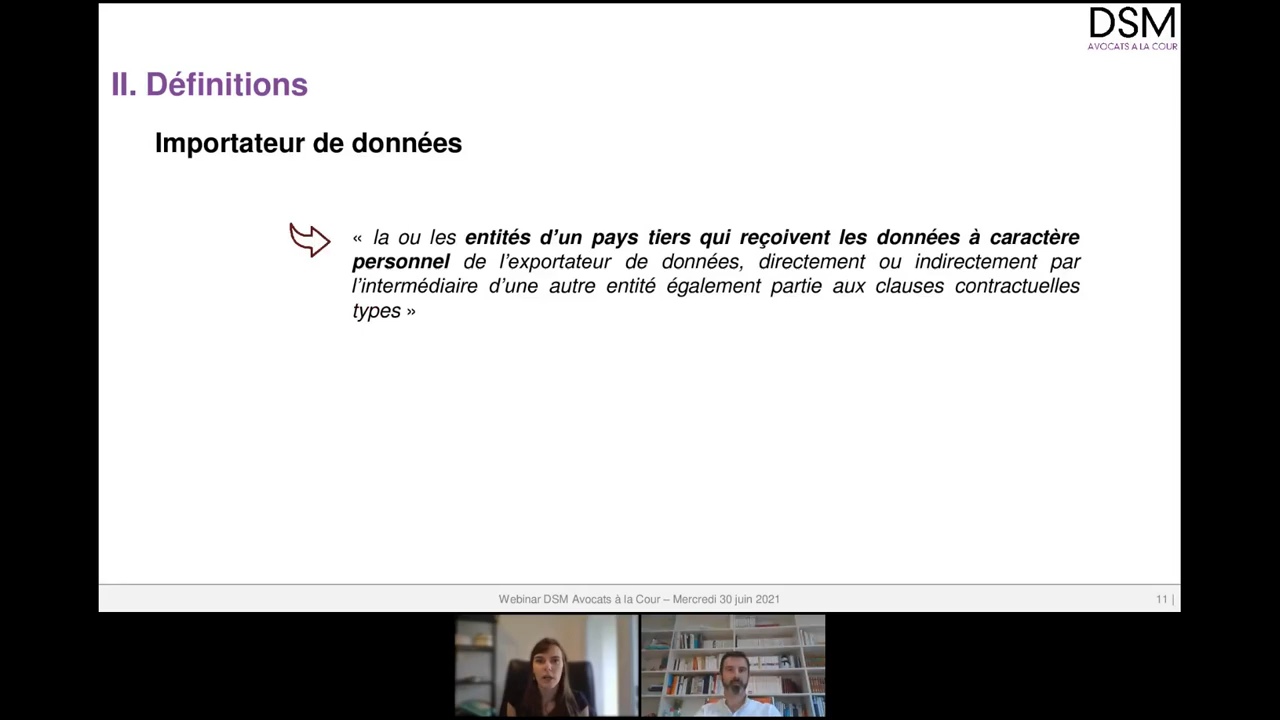 DSM
AVOCATS A LA COUR
II. Définitions
Importateur de données
« la ou les entités d’un pays tiers qui reçoivent les données à caractère
personnel de l’exportateur de données, directement ou indirectement par
l’intermédiaire d’une autre entité également partie aux clauses contractuelles
types »
Webinar DSM Avocats à la Cour – Mercredi 30 juin 2021
11 |